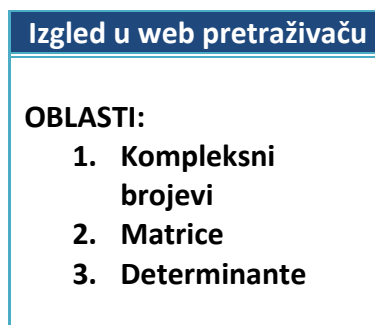 Izgled u web pretraživaču
OBLASTI:
1. Kompleksni
brojevi
2. Matrice
3. Determinante